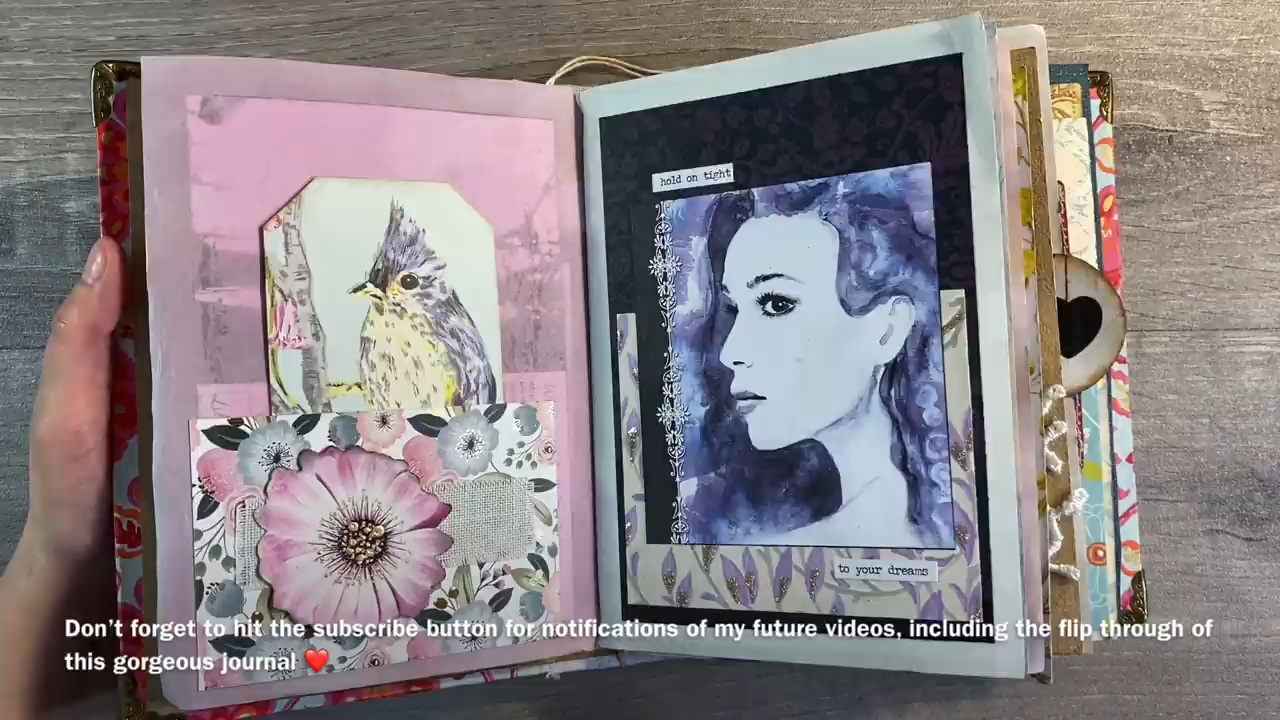 hold on tight
to your dreams
Don't forget to hit the subscribe button for notifications of my future videos, including the flip through of
this gorgeous journal ❤️